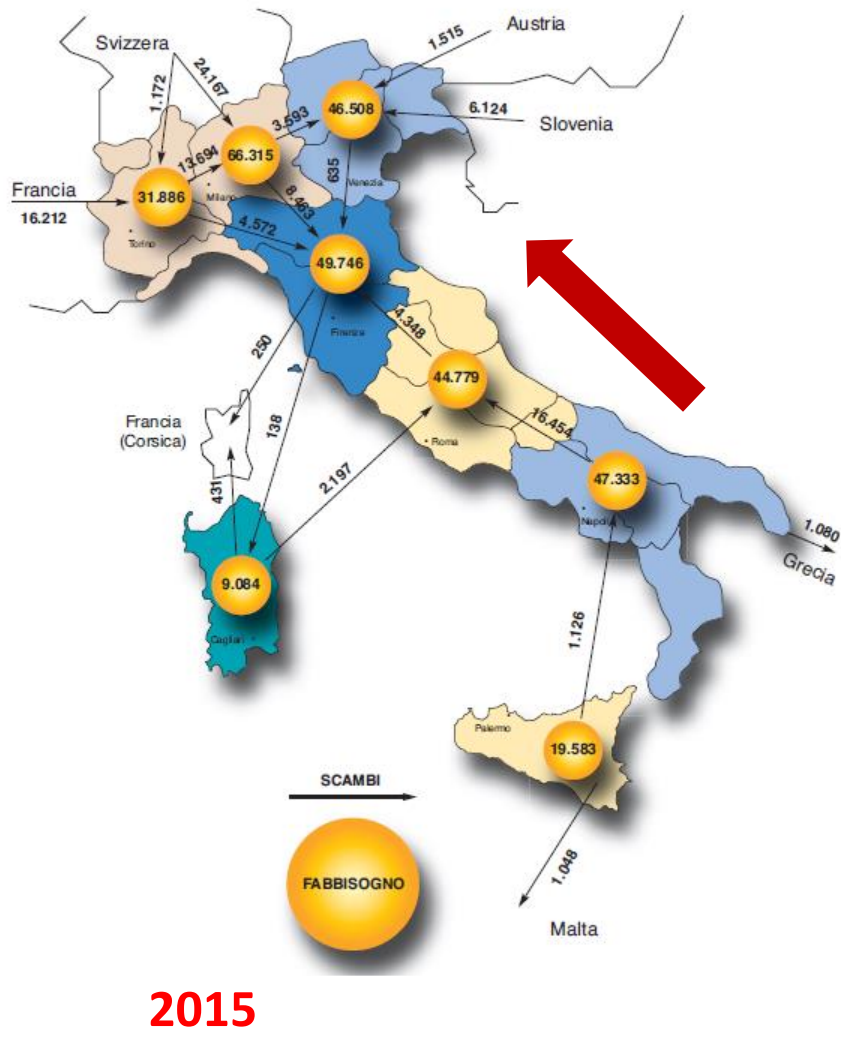 Austria
Svizzera
1.515
24.167
1.172
46.508
6.124
3.593
Slovenia
66.315
13.694
635
Venezia
Francia
31.886
Milano
8.463
16.212
4.572
Torino
49.746
4.348
Firenze
250
44.779
138
Francia
(Corsica)
Roma
16.454
2.197
431
47.333
Napoli
1.080
Grecia
9.084
1.126
Cagliari
Palermo
19.583
SCAMBI
1.048
FABBISOGNO
Malta
2015